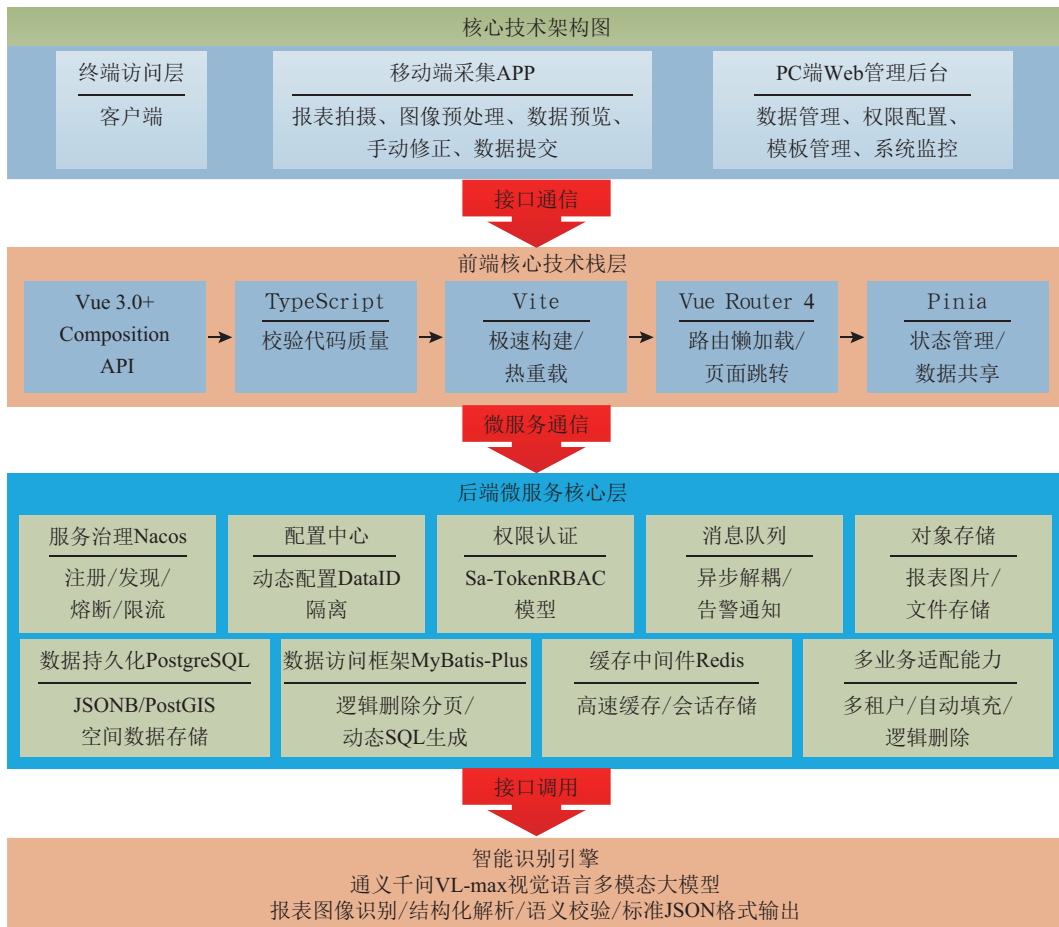 核心技术架构图
终端访问层
客户端
移动端采集APP
报表拍摄、图像预处理、数据预览、
手动修正、数据提交
PC端Web管理后台
数据管理、权限配置、
模板管理、系统监控
接口通信
前端核心技术栈层
Vue 3.0+
Composition
API
TypeScript
校验代码质量
Vite
极速构建/
热重载
Vue Router 4
路由懒加载/
页面跳转
Pinia
状态管理/
数据共享
微服务通信
后端微服务核心层
服务治理Nacos
注册/发现/
熔断/限流
配置中心
动态配置DataID
隔离
权限认证
Sa-TokenRBAC
模型
消息队列
异步解耦/
告警通知
对象存储
报表图片/
文件存储
数据持久化PostgreSQL
JSONB/PostGIS
空间数据存储
数据访问框架MyBatis-Plus
逻辑删除分页/
动态SQL生成
缓存中间件Redis
高速缓存/会话存储
多业务适配能力
多租户/自动填充/
逻辑删除
接口调用
智能识别引擎
通义千问VL-max视觉语言多模态大模型
报表图像识别/结构化解析/语义校验/标准JSON格式输出